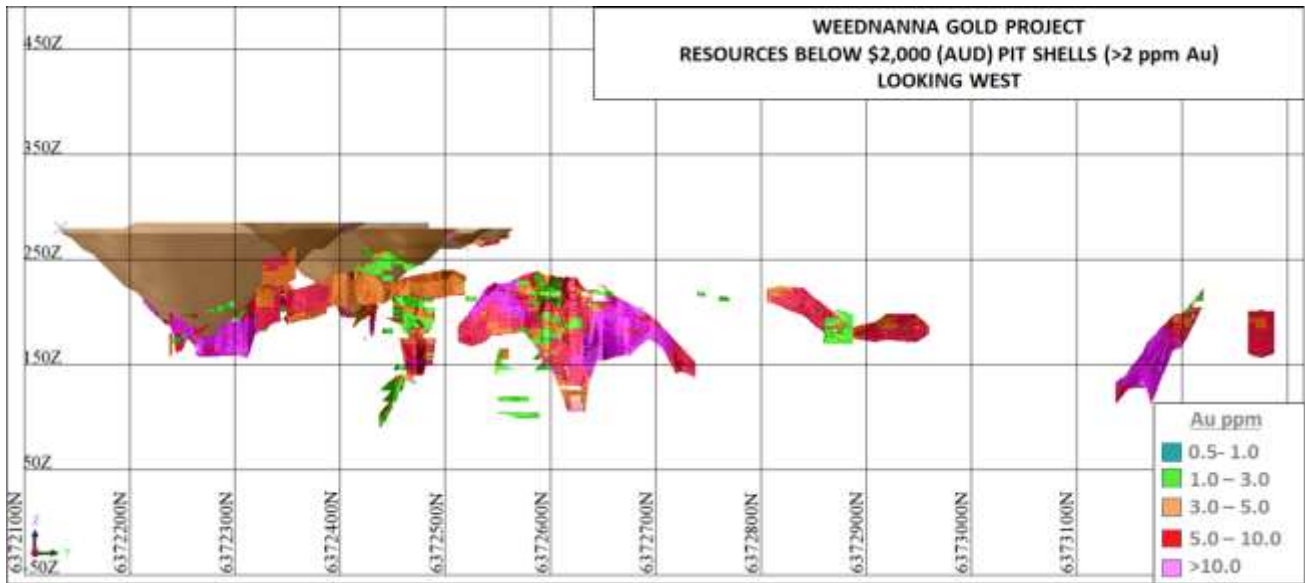 WEEDNANNA GOLD PROJECT
RESOURCES BELOW $2,000 (AUD) PIT SHELLS (>2 ppm Au)
LOOKING WEST
450Z
350Z
250Z
150Z
50Z
-50Z
6372100N
6372200N
6372300N
6372400N
6372500N
6372600N
6372700N
6372800N
6372900N
6373000N
6373100N
Au ppm
0.5- 1.0
1.0 – 3.0
3.0 – 5.0
5.0 – 10.0
>10.0
Z
Y